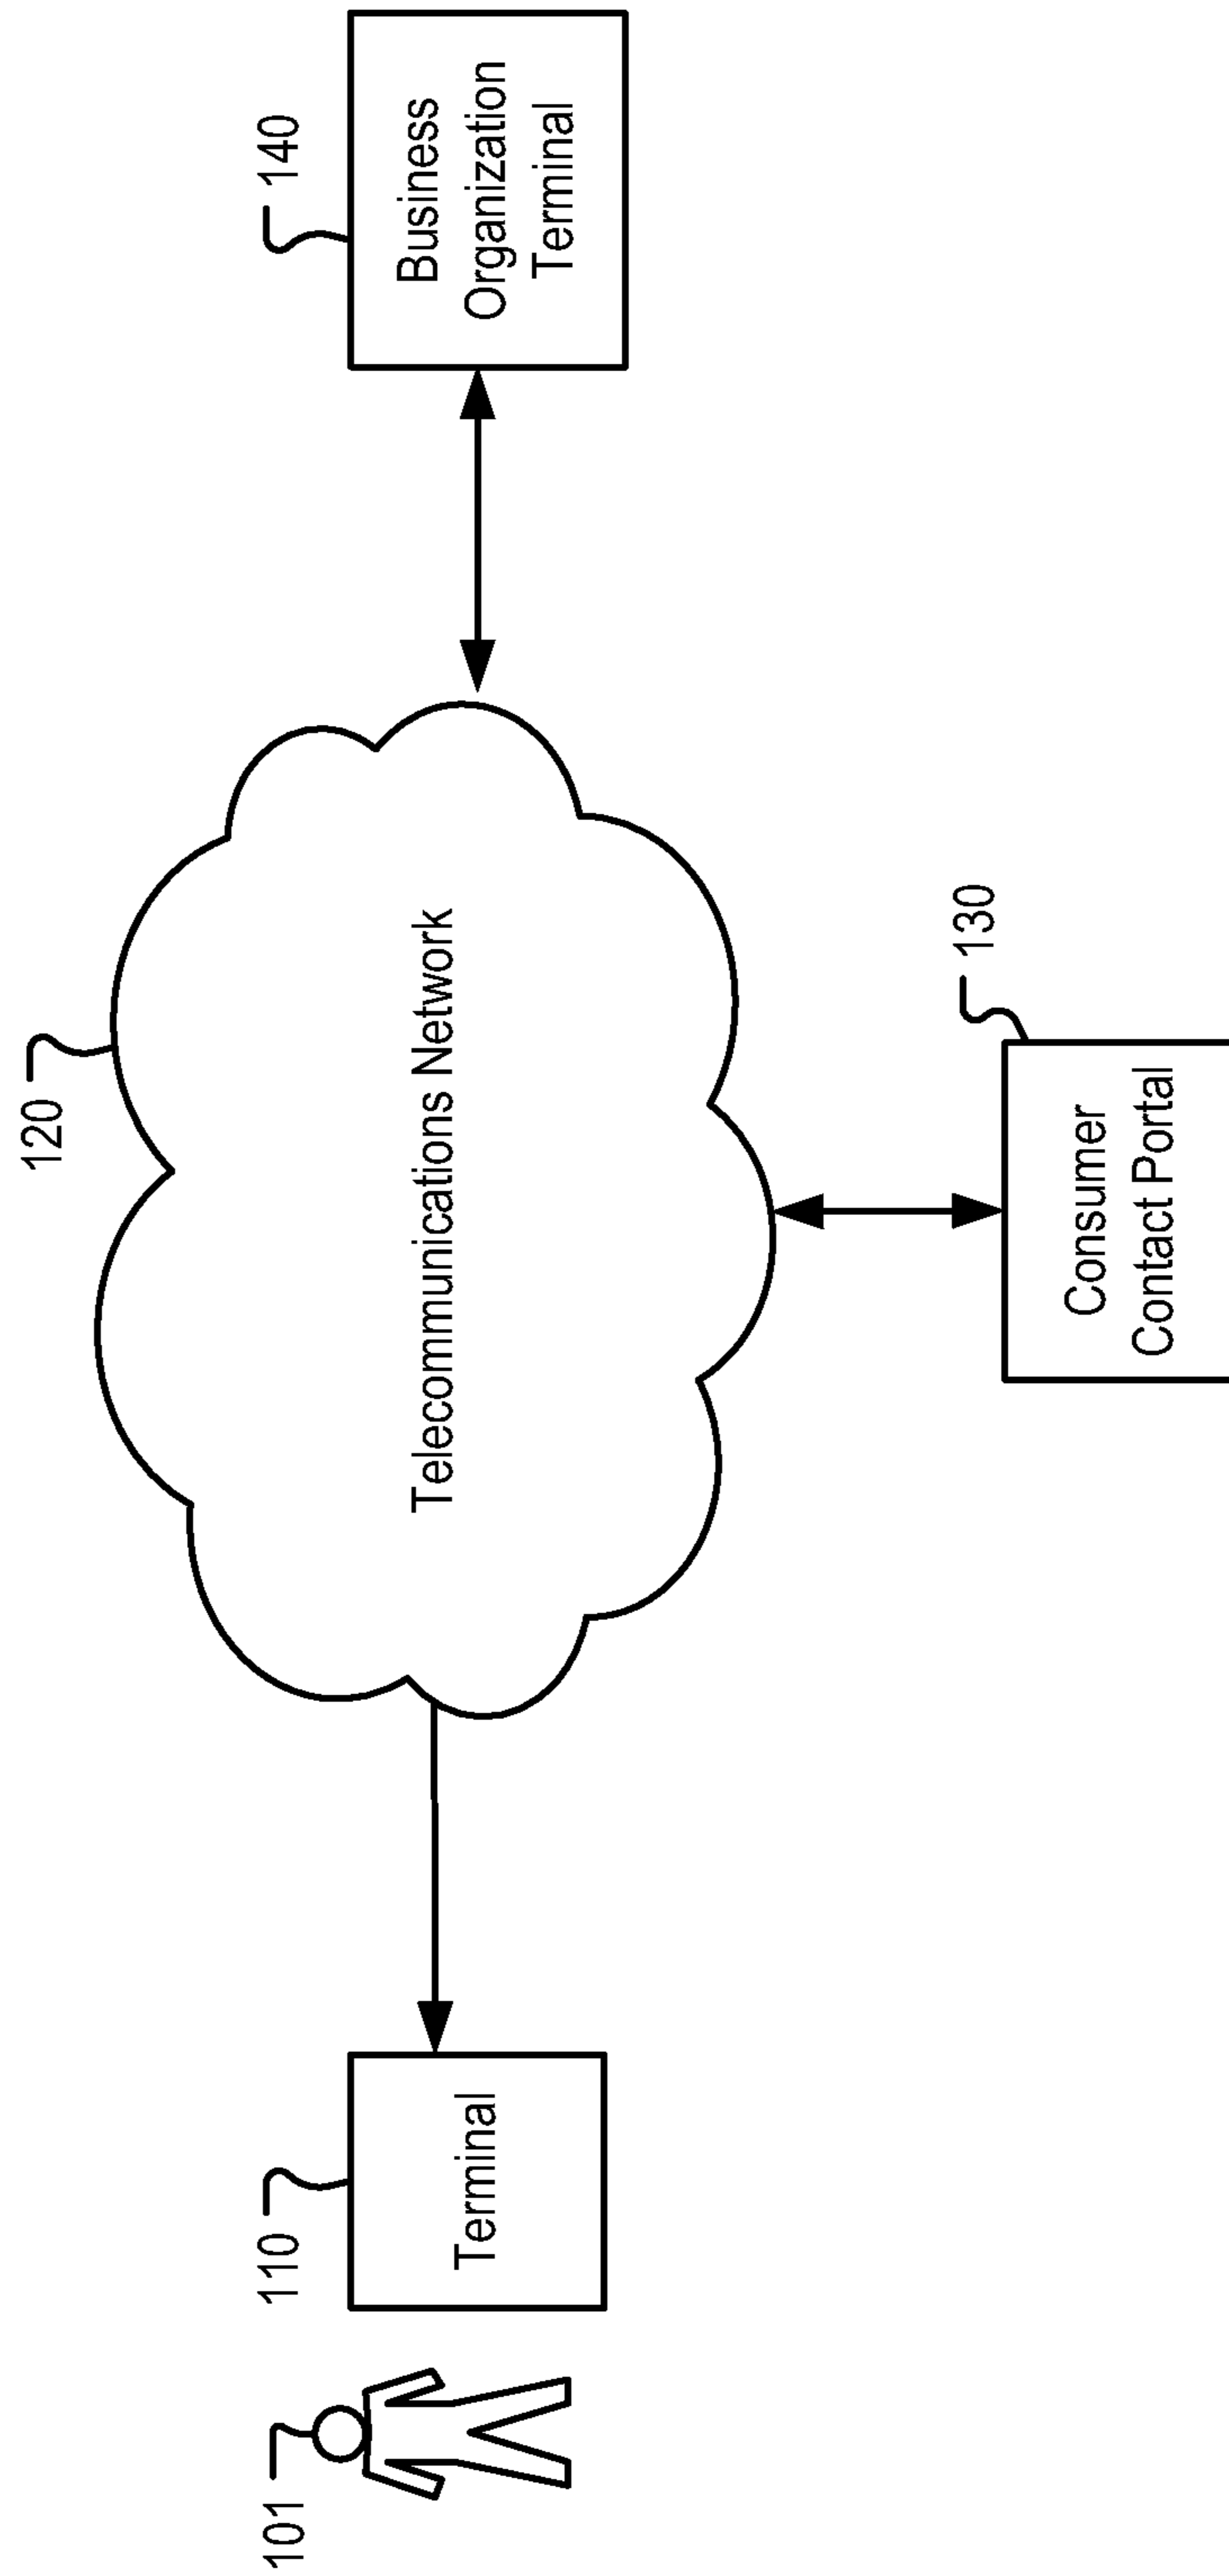 120
140
Business
Organization
Terminal
110
101
Terminal
Telecommunications Network
130
Consumer
Contact Portal